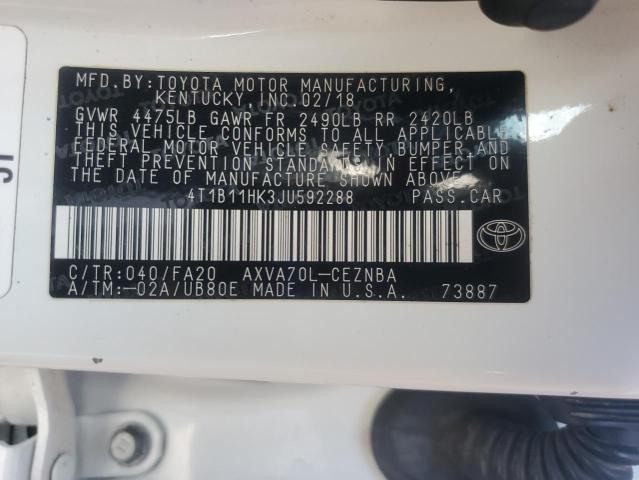 MFD. BY: TOYOTA MOTOR MANUFACTURING,
KENTUCKY, INC. 02/18
GVWR 4475LB GAWR FR 2490LB RR 2420LB
THIS VEHICLE CONFORMS TO ALL APPLICABLE
FEDERAL MOTOR VEHICLE SAFETY BUMPER AND
THEFT PREVENTION STANDARDS IN EFFECT ON
THE DATE OF MANUFACTURE SHOWN ABOVE.
4T1B11HK3JU592288 PASS.CAR
C/TR:040/FA20 AXVA70L-CEZNBA
A/TM:-02A/UB80E MADE IN U.S.A. 73887